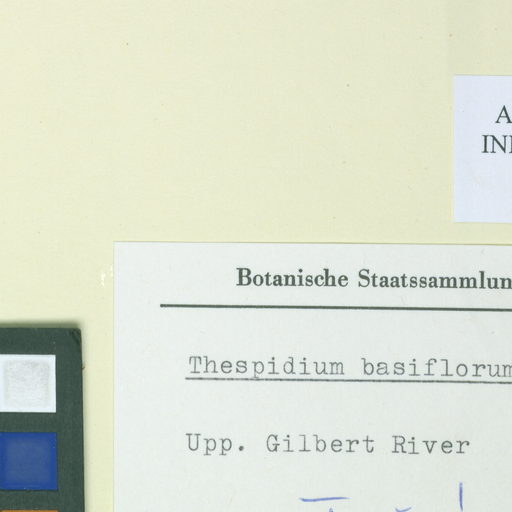 A
INI
Botanische Staatssammlun
Thespidium basiflorum
Upp. Gilbert River